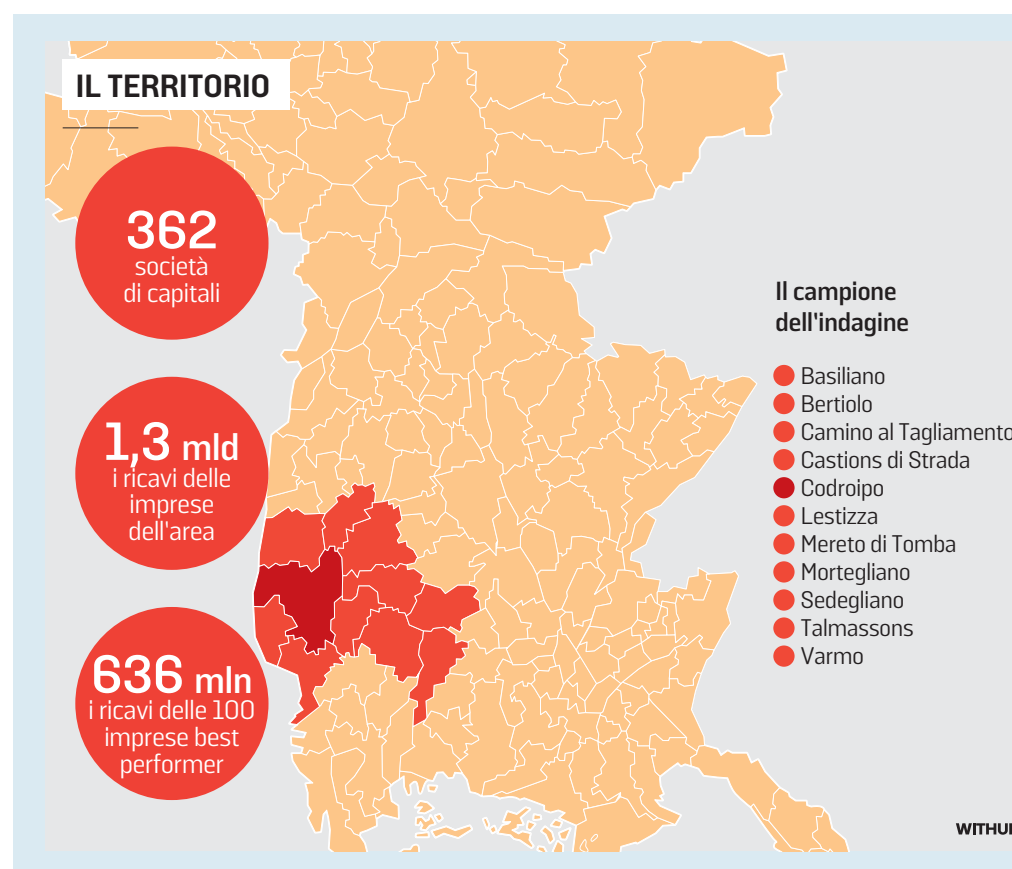 IL TERRITORIO
362
società
di capitali
1,3 mld
i ricavi delle
imprese
dell'area
636 mln
i ricavi delle 100
imprese best
performer
Il campione
dell'indagine
Basiliano
Bertiolo
Camino al Tagliamento
Castions di Strada
Codroipo
Lestizza
Mereto di Tomba
Mortegliano
Sedegliano
Talmassons
Varmo